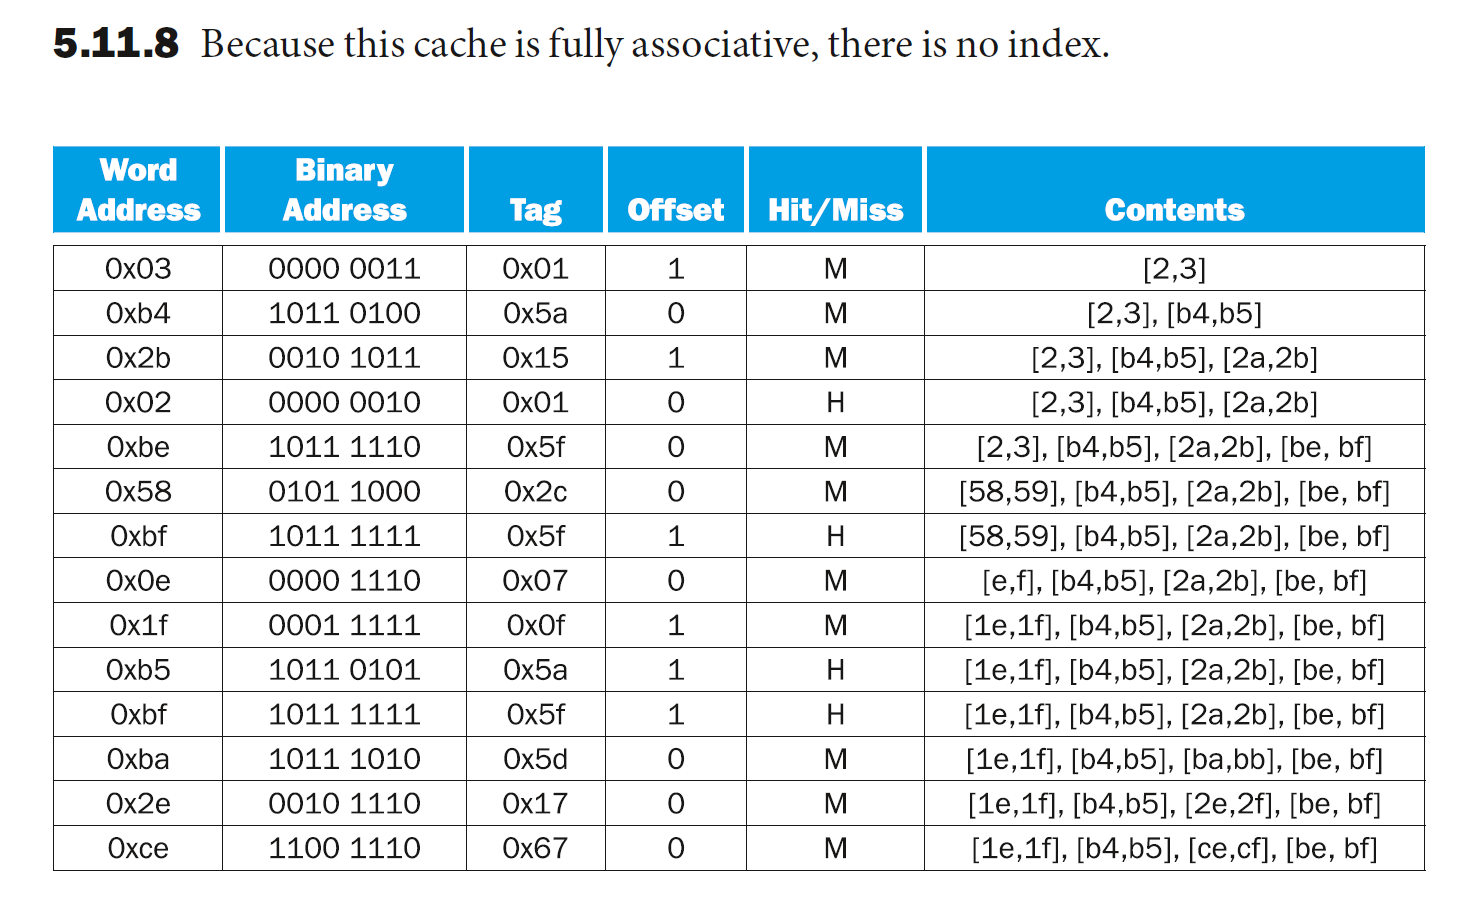 5.11.8 Because this cache is fully associative, there is no index.
Word Address Binary Address Tag Offset Hit/Miss Contents
0x03 0000 0011 0x01 1 M [2,3]
0xb4 1011 0100 0x5a 0 M [2,3], [b4,b5]
0x2b 0010 1011 0x15 1 M [2,3], [b4,b5], [2a,2b]
0x02 0000 0010 0x01 0 H [2,3], [b4,b5], [2a,2b]
0xbe 1011 1110 0x5f 0 M [2,3], [b4,b5], [2a,2b], [be, bf]
0x58 0101 1000 0x2c 0 M [58,59], [b4,b5], [2a,2b], [be, bf]
0xbf 1011 1111 0x5f 1 H [58,59], [b4,b5], [2a,2b], [be, bf]
0x0e 0000 1110 0x07 0 M [e,f], [b4,b5], [2a,2b], [be, bf]
0x1f 0001 1111 0x0f 1 M [1e,1f], [b4,b5], [2a,2b], [be, bf]
0xb5 1011 0101 0x5a 1 H [1e,1f], [b4,b5], [2a,2b], [be, bf]
0xbf 1011 1111 0x5f 1 H [1e,1f], [b4,b5], [2a,2b], [be, bf]
0xba 1011 1010 0x5d 0 M [1e,1f], [b4,b5], [ba,bb], [be, bf]
0x2e 0010 1110 0x17 0 M [1e,1f], [b4,b5], [2e,2f], [be, bf]
0xce 1100 1110 0x67 0 M [1e,1f], [b4,b5], [ce,cf], [be, bf]